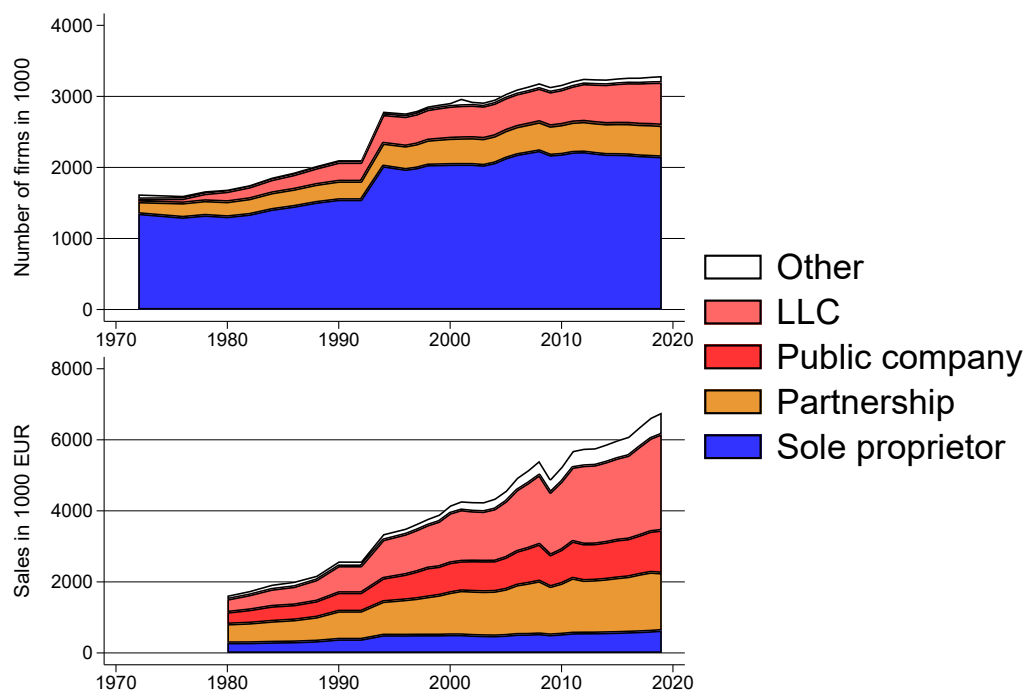 Number of firms in 1000
4000
3000
2000
1000
0
1970 1980 1990 2000 2010 2020
Sales in 1000 EUR
8000
6000
4000
2000
0
1970 1980 1990 2000 2010 2020
Other
LLC
Public company
Partnership
Sole proprietor